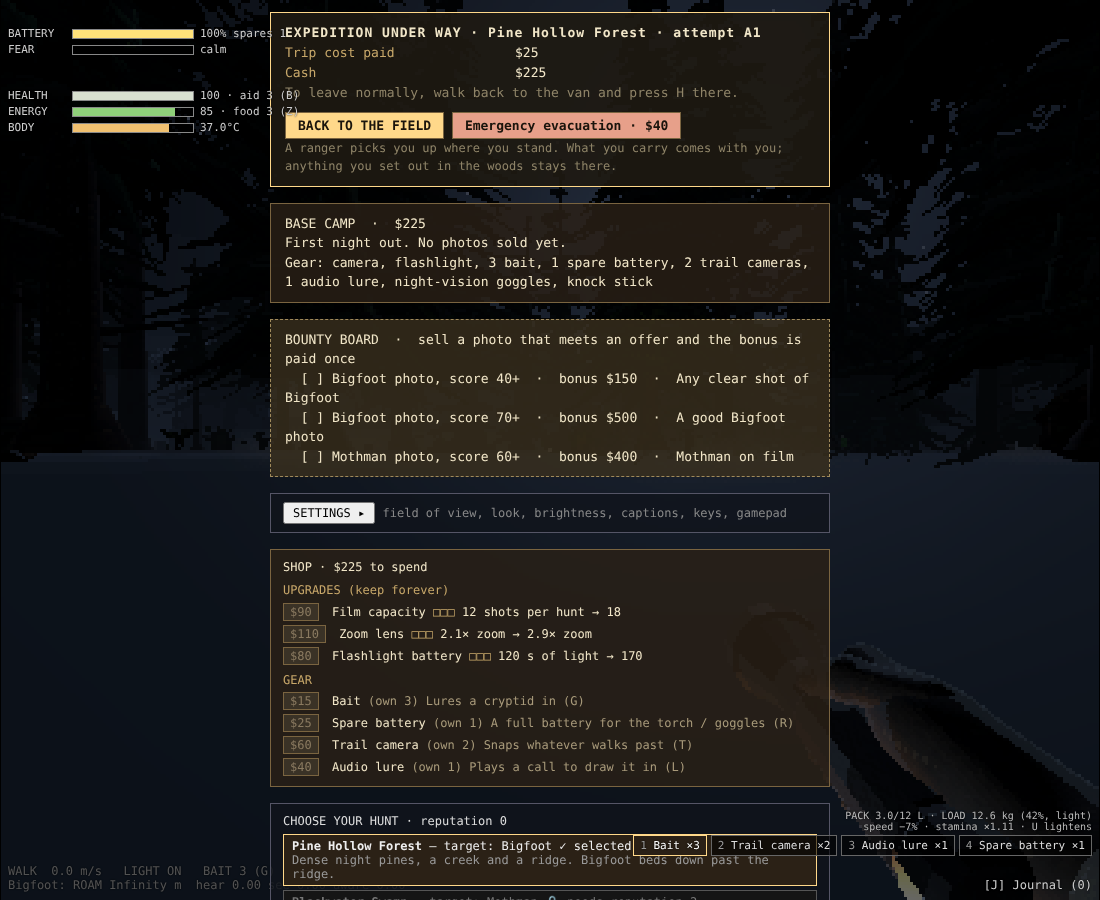 BATTERY 100% spares 1
FEAR calm
HEALTH 100 · aid 3 (B)
ENERGY 85 · food 3 (Z)
BODY 37.0°C
EXPEDITION UNDER WAY · Pine Hollow Forest · attempt A1
Trip cost paid $25
Cash $225
To leave normally, walk back to the van and press H there.
BACK TO THE FIELD Emergency evacuation · $40
A ranger picks you up where you stand. What you carry comes with you;
anything you set out in the woods stays there.
BASE CAMP · $225
First night out. No photos sold yet.
Gear: camera, flashlight, 3 bait, 1 spare battery, 2 trail cameras,
1 audio lure, night-vision goggles, knock stick
BOUNTY BOARD · sell a photo that meets an offer and the bonus is
paid once
[ ] Bigfoot photo, score 40+ · bonus $150 · Any clear shot of
Bigfoot
[ ] Bigfoot photo, score 70+ · bonus $500 · A good Bigfoot
photo
[ ] Mothman photo, score 60+ · bonus $400 · Mothman on film
SETTINGS ▸ field of view, look, brightness, captions, keys, gamepad
SHOP · $225 to spend
UPGRADES (keep forever)
$90 Film capacity □□□ 12 shots per hunt → 18
$110 Zoom lens □□□ 2.1× zoom → 2.9× zoom
$80 Flashlight battery □□□ 120 s of light → 170
GEAR
$15 Bait (own 3) Lures a cryptid in (G)
$25 Spare battery (own 1) A full battery for the torch / goggles (R)
$60 Trail camera (own 2) Snaps whatever walks past (T)
$40 Audio lure (own 1) Plays a call to draw it in (L)
CHOOSE YOUR HUNT · reputation 0
Pine Hollow Forest — target: Bigfoot ✓ selected
Dense night pines, a creek and a ridge. Bigfoot beds down past the
ridge.
PACK 3.0/12 L · LOAD 12.6 kg (42%, light)
speed −7% · stamina ×1.11 · U lightens
1 Bait ×3 2 Trail camera ×2 3 Audio lure ×1 4 Spare battery ×1
WALK 0.0 m/s LIGHT ON BAIT 3 (G
Bigfoot: ROAM Infinity m hear 0.00
[J] Journal (0)